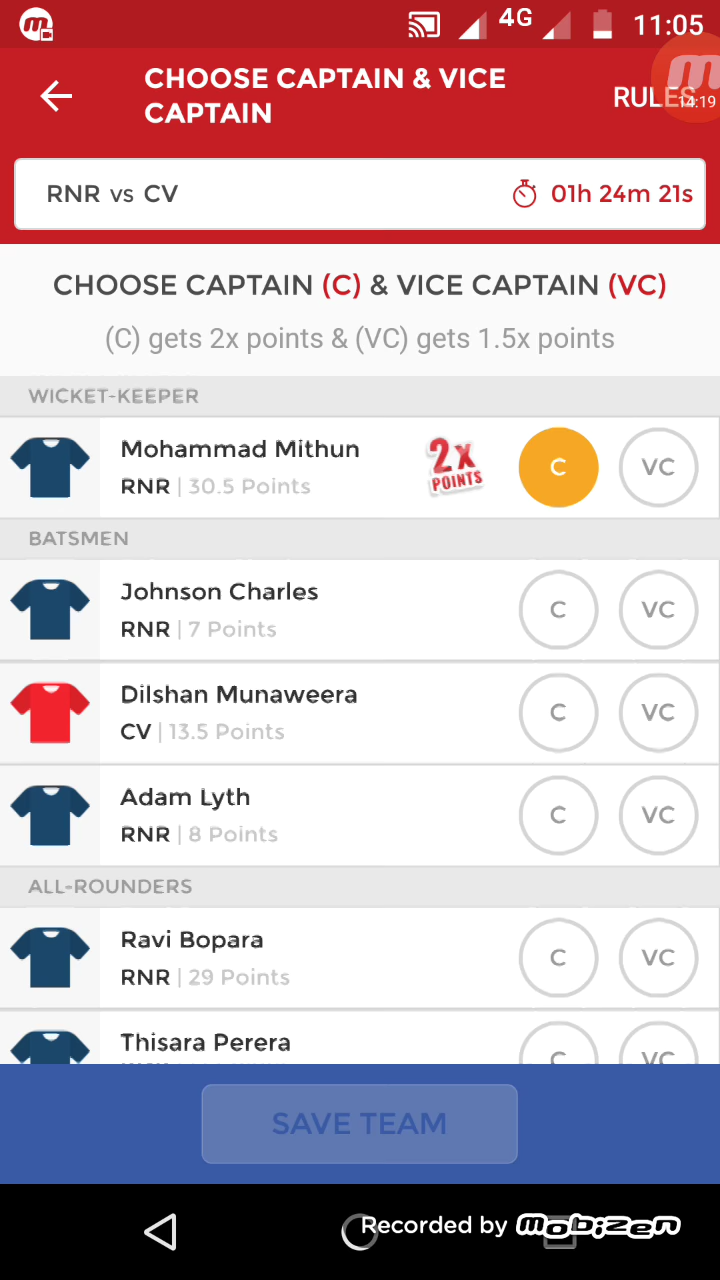 4G 11:05
CHOOSE CAPTAIN & VICE
CAPTAIN
RULES
14:19
RNR vs CV 01h 24m 21s
CHOOSE CAPTAIN (C) & VICE CAPTAIN (VC)
(C) gets 2x points & (VC) gets 1.5x points
WICKET-KEEPER
Mohammad Mithun
RNR | 30.5 Points
2X
POINTS
C VC
BATSMEN
Johnson Charles
RNR | 7 Points
C VC
Dilshan Munaweera
CV | 13.5 Points
C VC
Adam Lyth
RNR | 8 Points
C VC
ALL-ROUNDERS
Ravi Bopara
RNR | 29 Points
C VC
Thisara Perera
C VC
SAVE TEAM
Recorded by mobizen